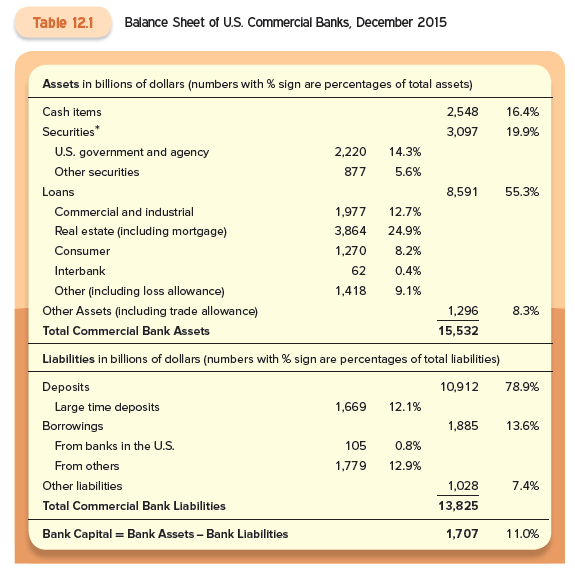 Table 12.1 Balance Sheet of U.S. Commercial Banks, December 2015
Assets in billions of dollars (numbers with % sign are percentages of total assets)
Cash items 2,548 16.4%
Securities* 3,097 19.9%
U.S. government and agency 2,220 14.3%
Other securities 877 5.6%
Loans 8,591 55.3%
Commercial and industrial 1,977 12.7%
Real estate (including mortgage) 3,864 24.9%
Consumer 1,270 8.2%
Interbank 62 0.4%
Other (including loss allowance) 1,418 9.1%
Other Assets (including trade allowance) 1,296 8.3%
Total Commercial Bank Assets 15,532
Liabilities in billions of dollars (numbers with % sign are percentages of total liabilities)
Deposits 10,912 78.9%
Large time deposits 1,669 12.1%
Borrowings 1,885 13.6%
From banks in the U.S. 105 0.8%
From others 1,779 12.9%
Other liabilities 1,028 7.4%
Total Commercial Bank Liabilities 13,825
Bank Capital = Bank Assets – Bank Liabilities 1,707 11.0%